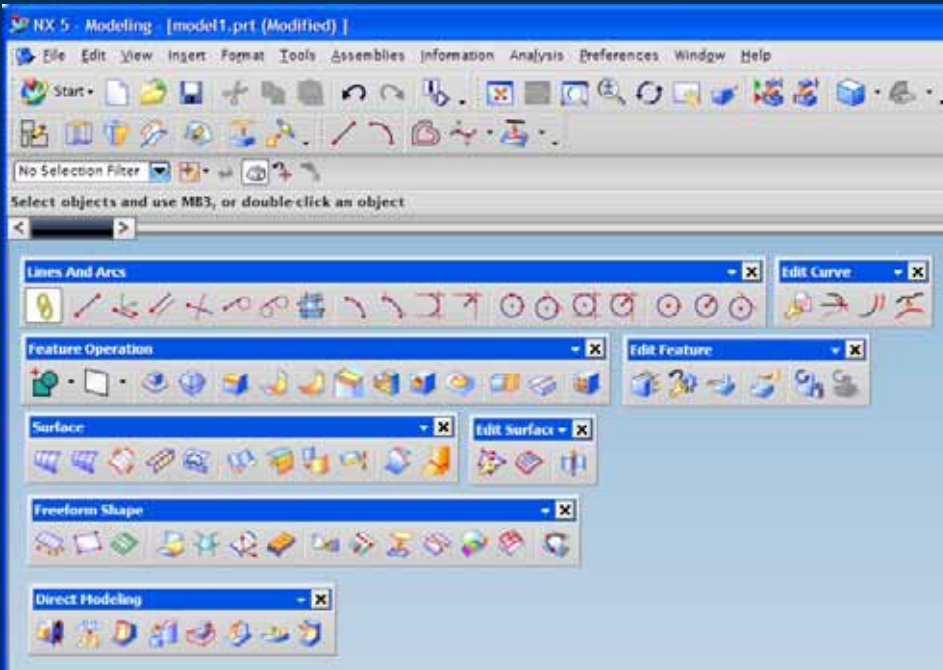 NX 5 - Modeling - [model1.prt (Modified) ]
File Edit View Insert Format Tools Assemblies Information Analysis Preferences Window Help
Start
No Selection Filter
Select objects and use MB3, or double-click an object
Lines And Arcs
Edit Curve
Feature Operation
Edit Feature
Surface
Edit Surface
Freeform Shape
Direct Modeling